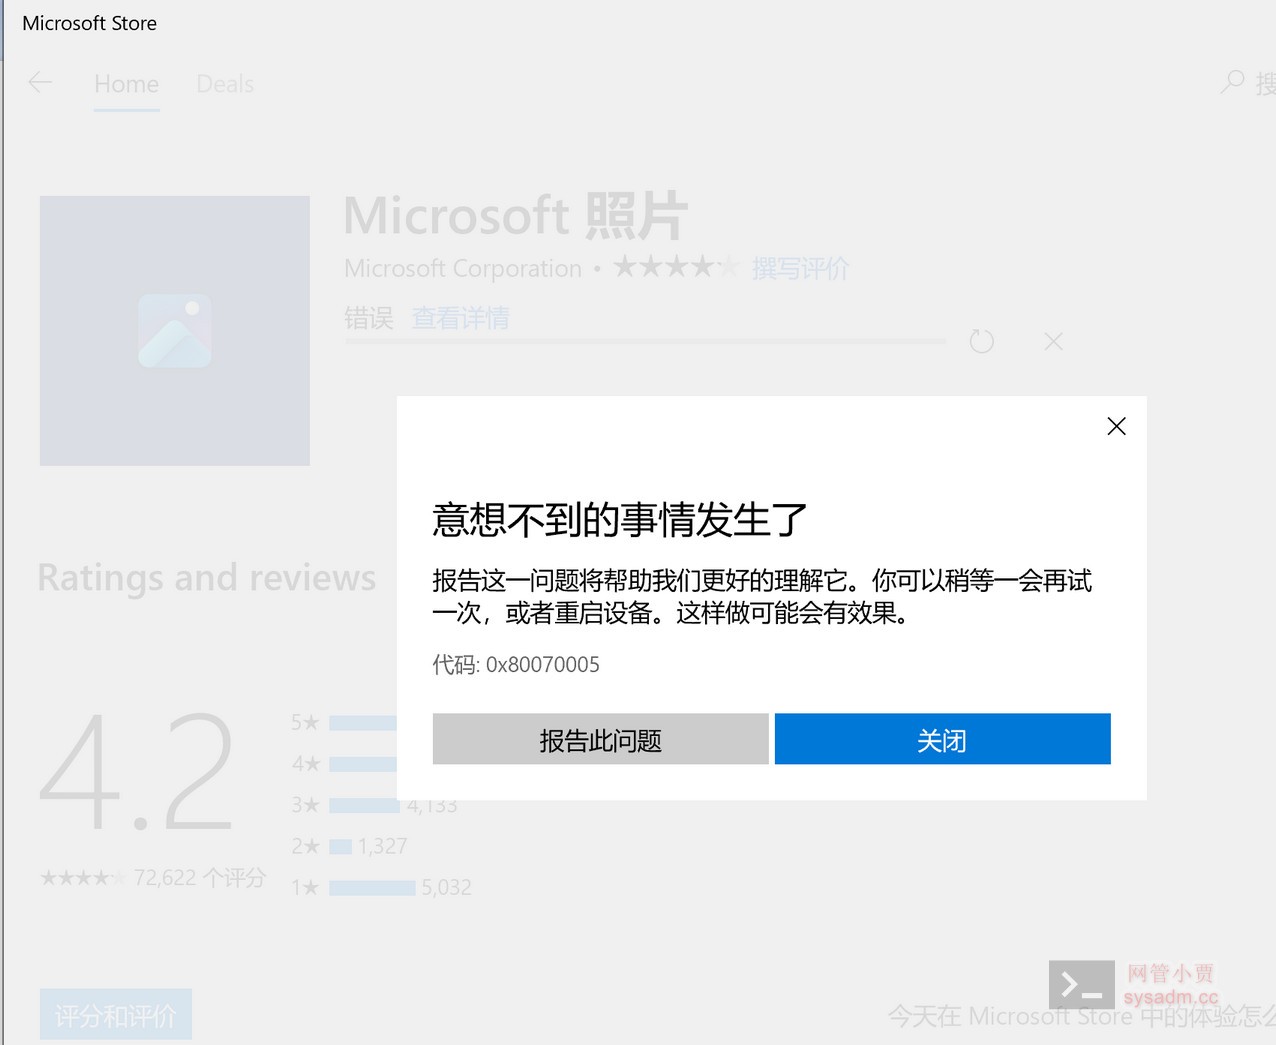 Microsoft Store
Home Deals
Microsoft 照片
Microsoft Corporation • ★★★★★ 撰写评价
错误 查看详情
意想不到的事情发生了
报告这一问题将帮助我们更好的理解它。你可以稍等一会再试
一次，或者重启设备。这样做可能会有效果。
代码: 0x80070005
报告此问题 关闭
Ratings and reviews
4.2
★★★★★ 72,622 个评分
5★
4★
3★ 4,133
2★ 1,327
1★ 5,032
评分和评价
网管小贾
sysadm.cc
今天在 Microsoft Store 中的体验怎么